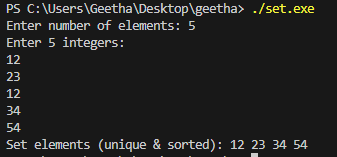 PS C:\Users\Geetha\Desktop\geetha> ./set.exe
Enter number of elements: 5
Enter 5 integers:
12
23
12
34
54
Set elements (unique & sorted): 12 23 34 54